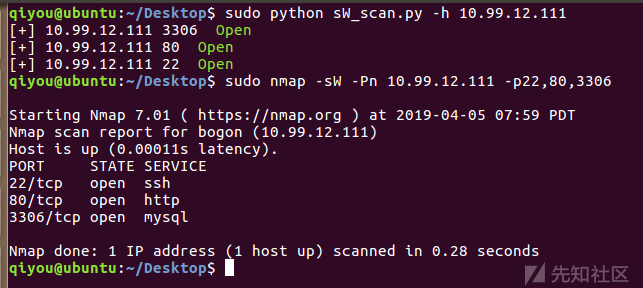 qiyou@ubuntu:~/Desktop$ sudo python sW_scan.py -h 10.99.12.111
[+] 10.99.12.111 3306  Open
[+] 10.99.12.111 80  Open
[+] 10.99.12.111 22  Open
qiyou@ubuntu:~/Desktop$ sudo nmap -sW -Pn 10.99.12.111 -p22,80,3306
Starting Nmap 7.01 ( https://nmap.org ) at 2019-04-05 07:59 PDT
Nmap scan report for bogon (10.99.12.111)
Host is up (0.00011s latency).
PORT     STATE SERVICE
22/tcp   open  ssh
80/tcp   open  http
3306/tcp open  mysql
Nmap done: 1 IP address (1 host up) scanned in 0.28 seconds
qiyou@ubuntu:~/Desktop$
先知社区